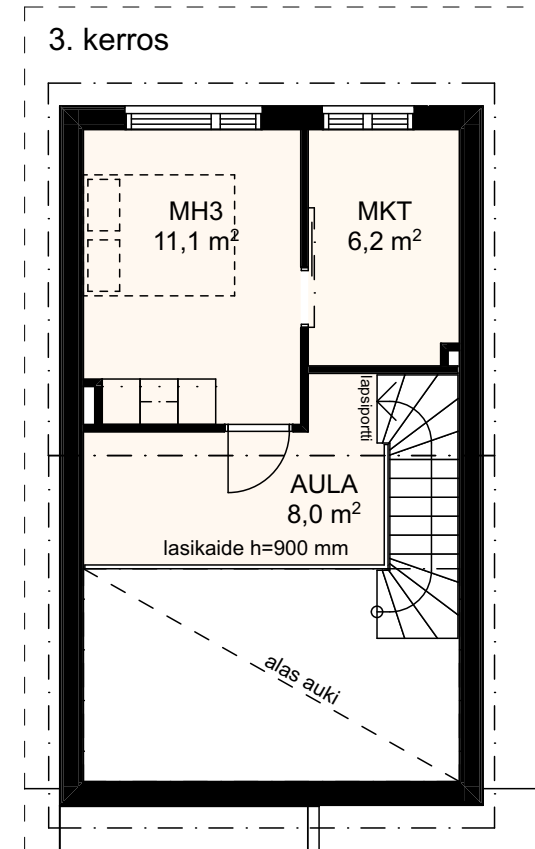 3. kerros
MH3
11,1 m²
MKT
6,2 m²
lapsiportti
AULA
8,0 m²
lasikaide h=900 mm
alas auki